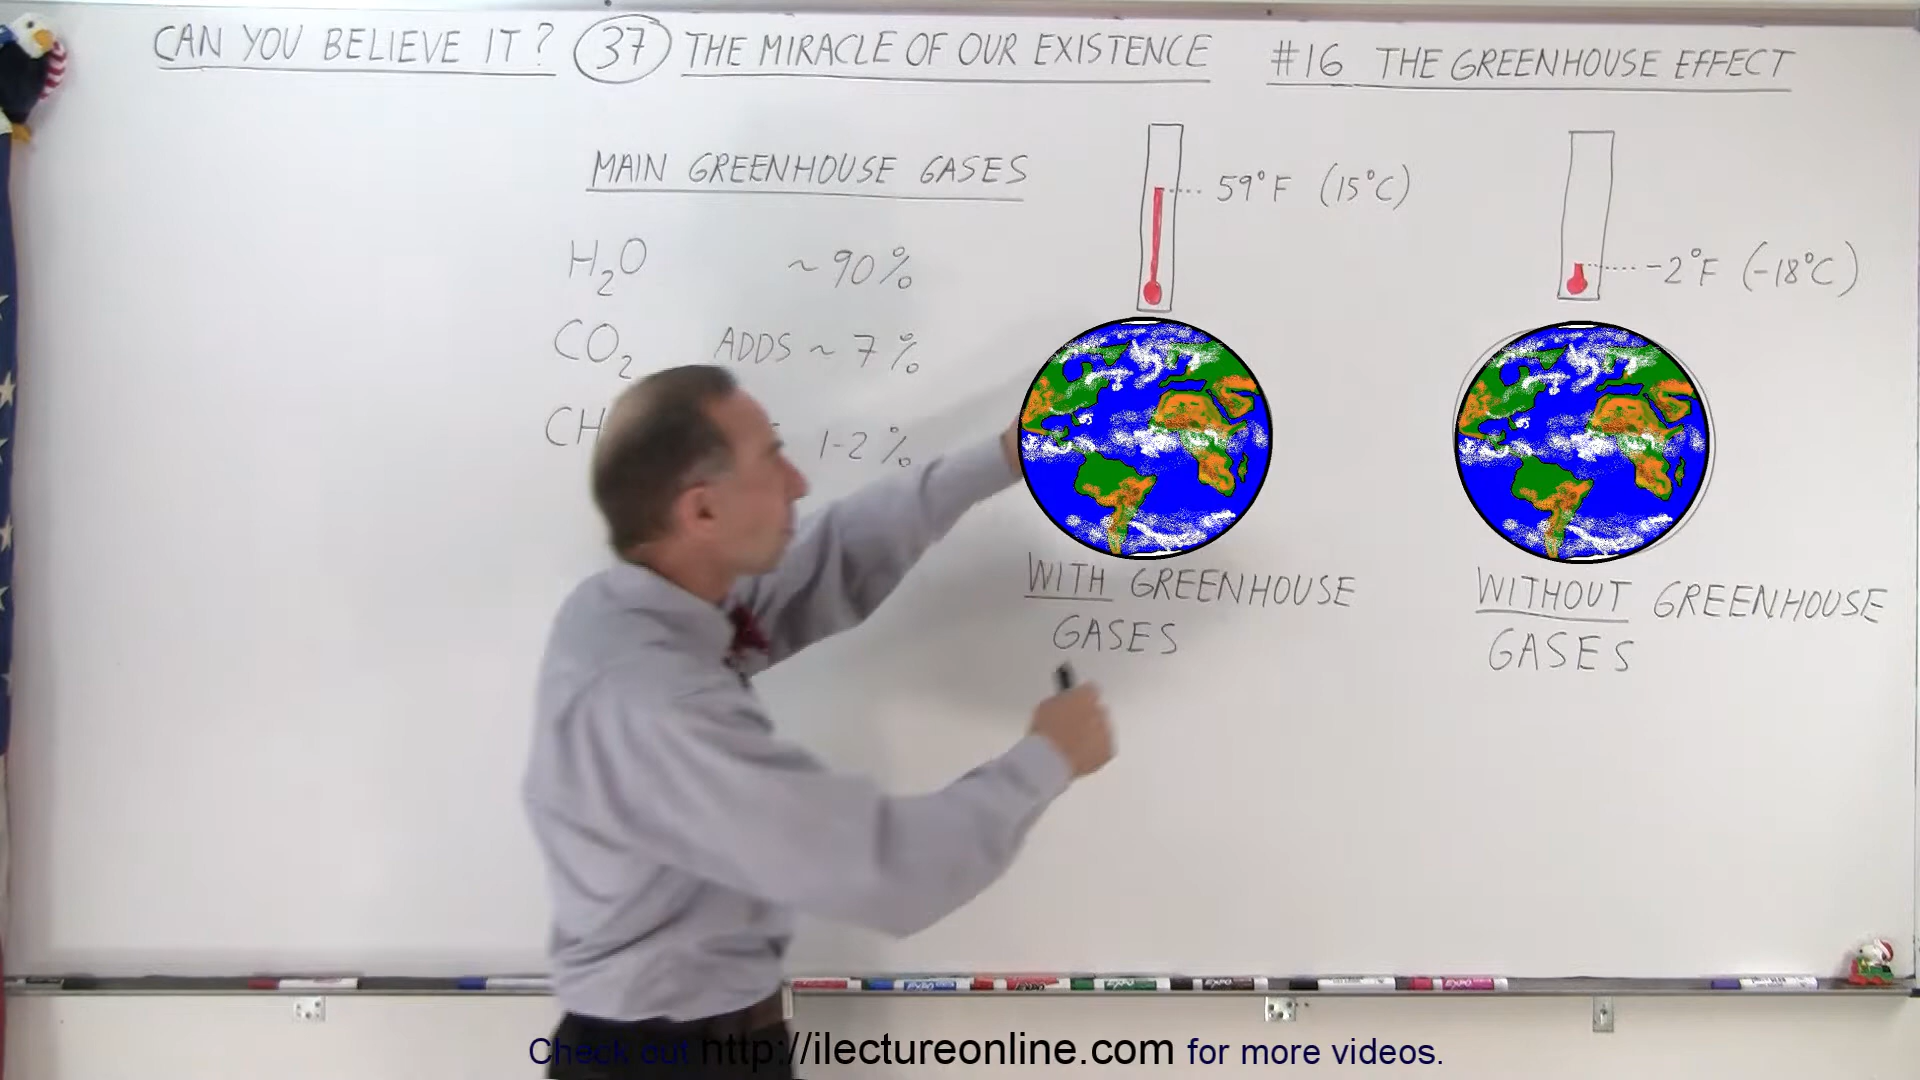 CAN YOU BELIEVE IT? 37 THE MIRACLE OF OUR EXISTENCE #16 THE GREENHOUSE EFFECT
MAIN GREENHOUSE GASES
H₂O ~90%
CO₂ ADDS ~ 7%
CH 1-2%
59°F (15°C)
-2°F (-18°C)
WITH GREENHOUSE
GASES
WITHOUT GREENHOUSE
GASES
Check out http://ilectureonline.com for more videos.